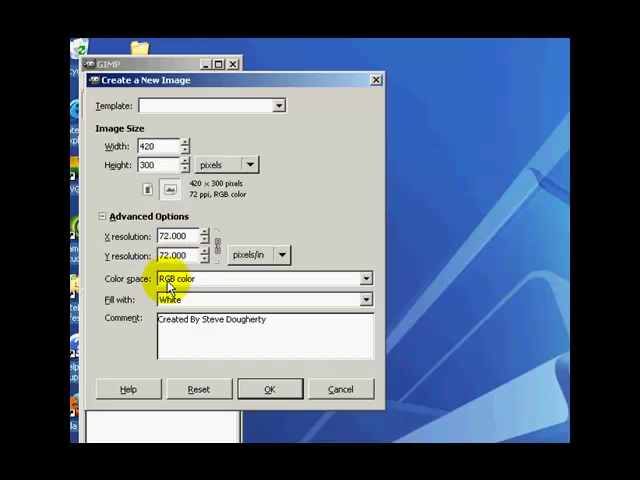 GIMP
Create a New Image
Template:
Image Size
Width: 420
Height: 300 pixels
420 × 300 pixels
72 ppi, RGB color
Advanced Options
X resolution: 72.000
Y resolution: 72.000 pixels/in
Color space: RGB color
Fill with: White
Comment: Created By Steve Dougherty
Help Reset OK Cancel